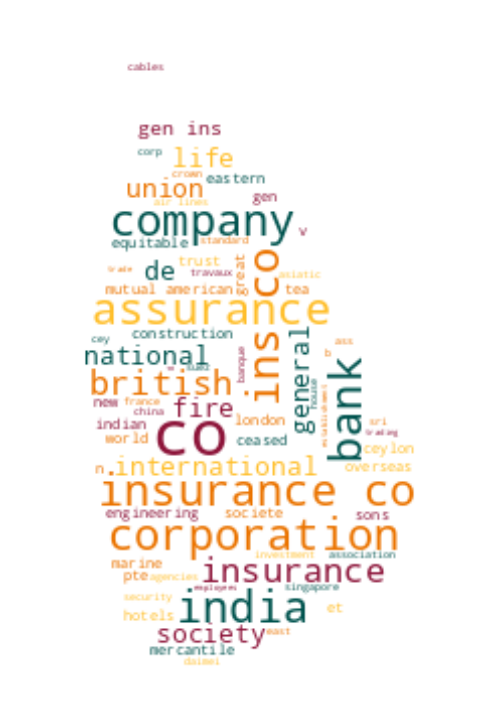 cables
gen ins
corp life
crown eastern
union gen
air lines
company v
equitable standard
co
trust great
de travaux asiatic
trade
mutual american tea
assurance
cey construction general ass
national banque ins b
british house bank
new france fire establishment
china
indian london sri
co trading
world ceased ceylon
n. international overseas
insurance co
engineering societe sons
corporation
investment association
marine insurance
pte agencies
employees singapore
security india et
hotels
society east
mercantile
daimei